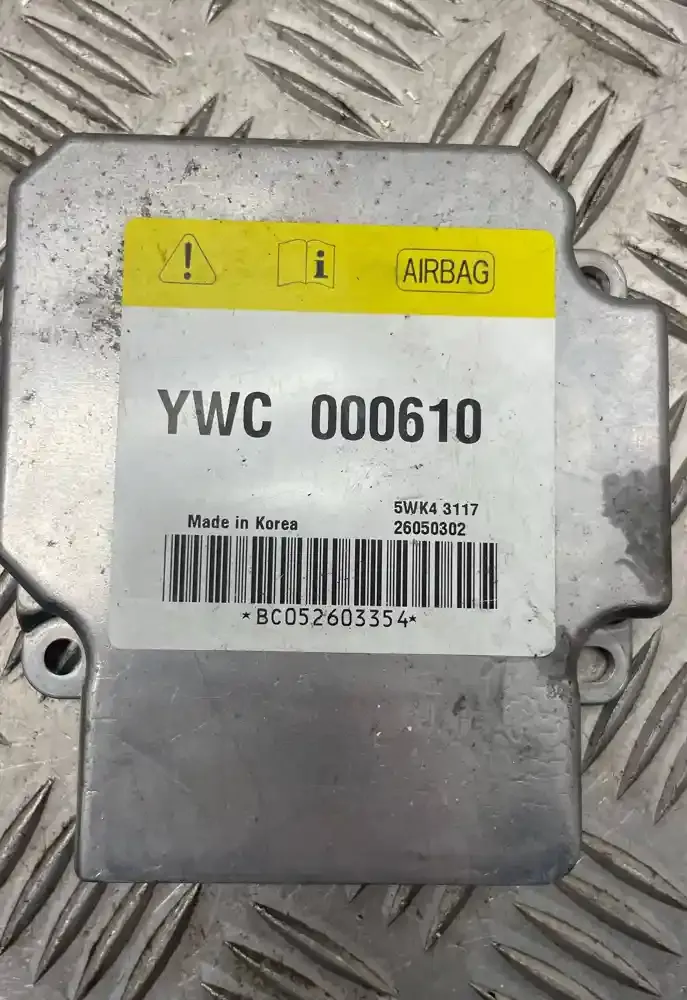 AIRBAG
YWC 000610
5WK4 3117
Made in Korea 26050302
*BC052603354*